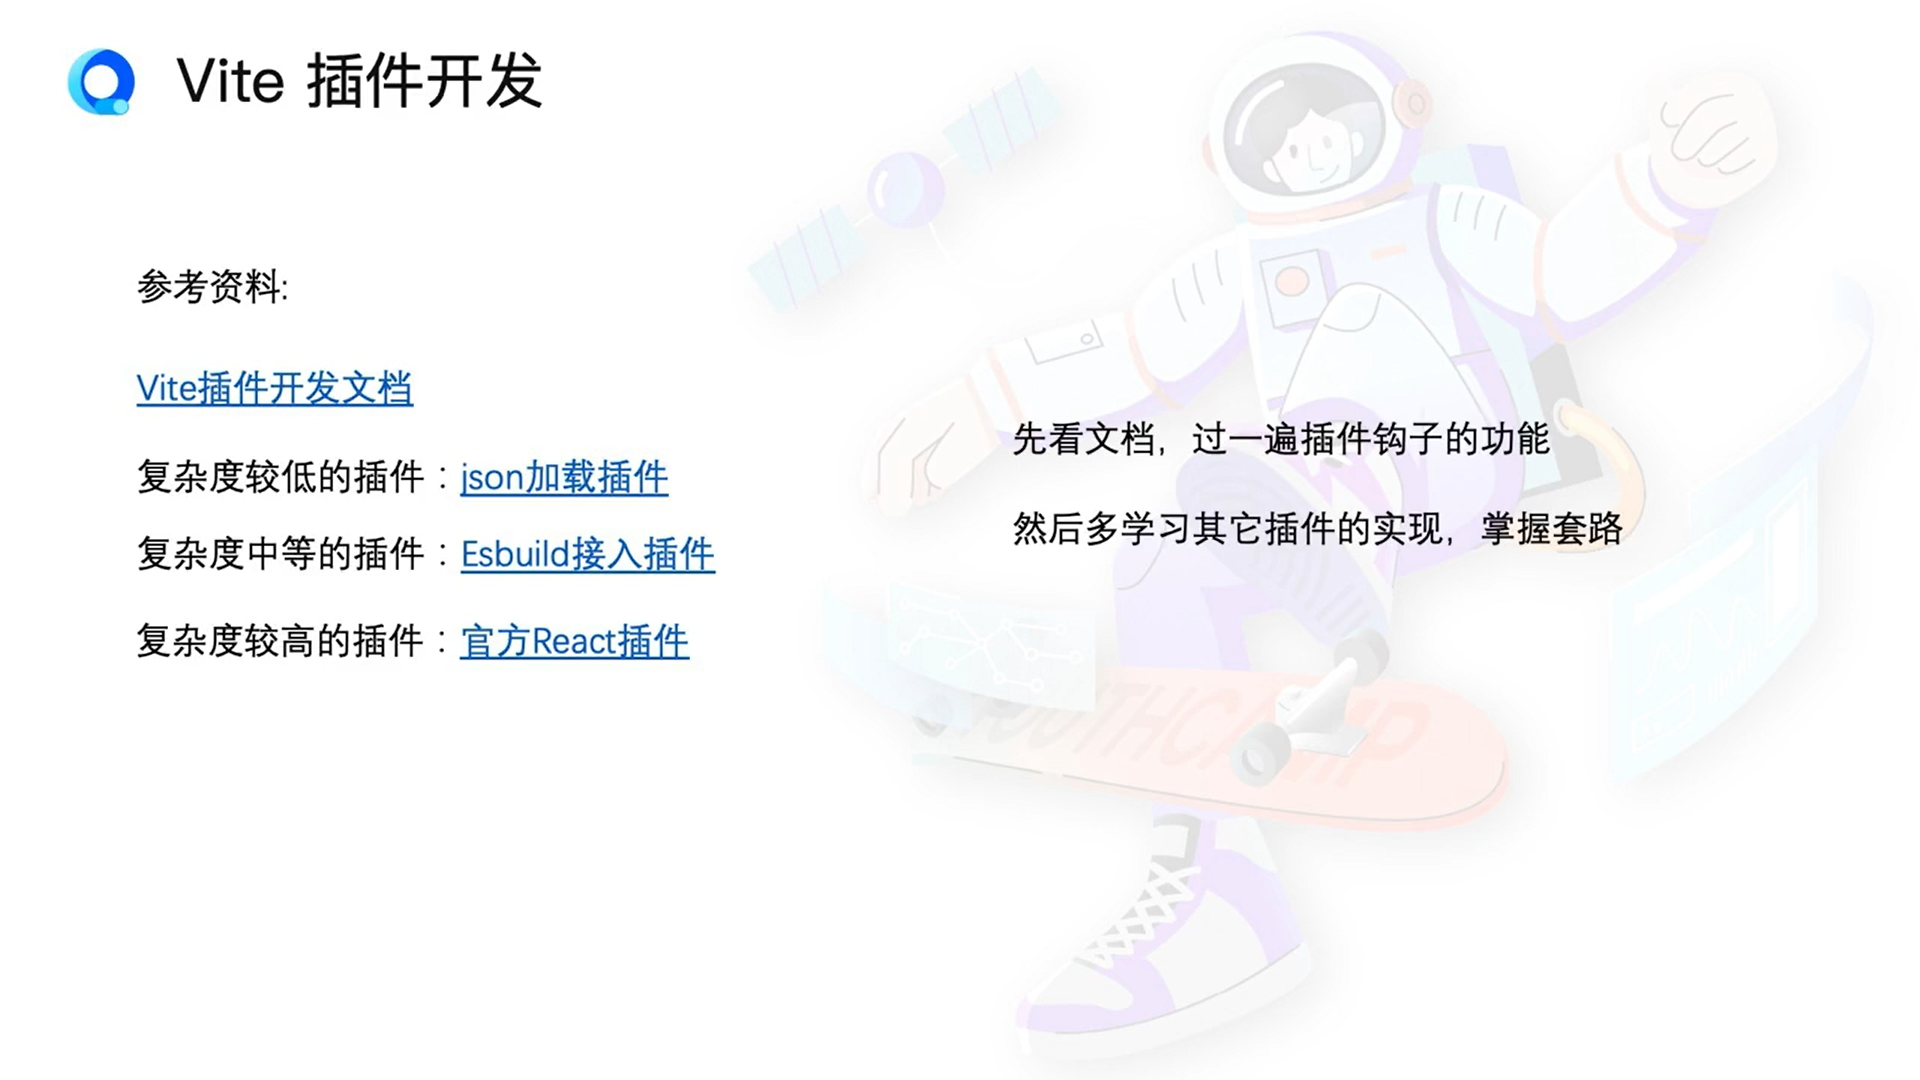 Vite 插件开发
参考资料:
Vite插件开发文档
复杂度较低的插件：json加载插件
复杂度中等的插件：Esbuild接入插件
复杂度较高的插件：官方React插件
先看文档，过一遍插件钩子的功能
然后多学习其它插件的实现，掌握套路
YOUTHCAMP